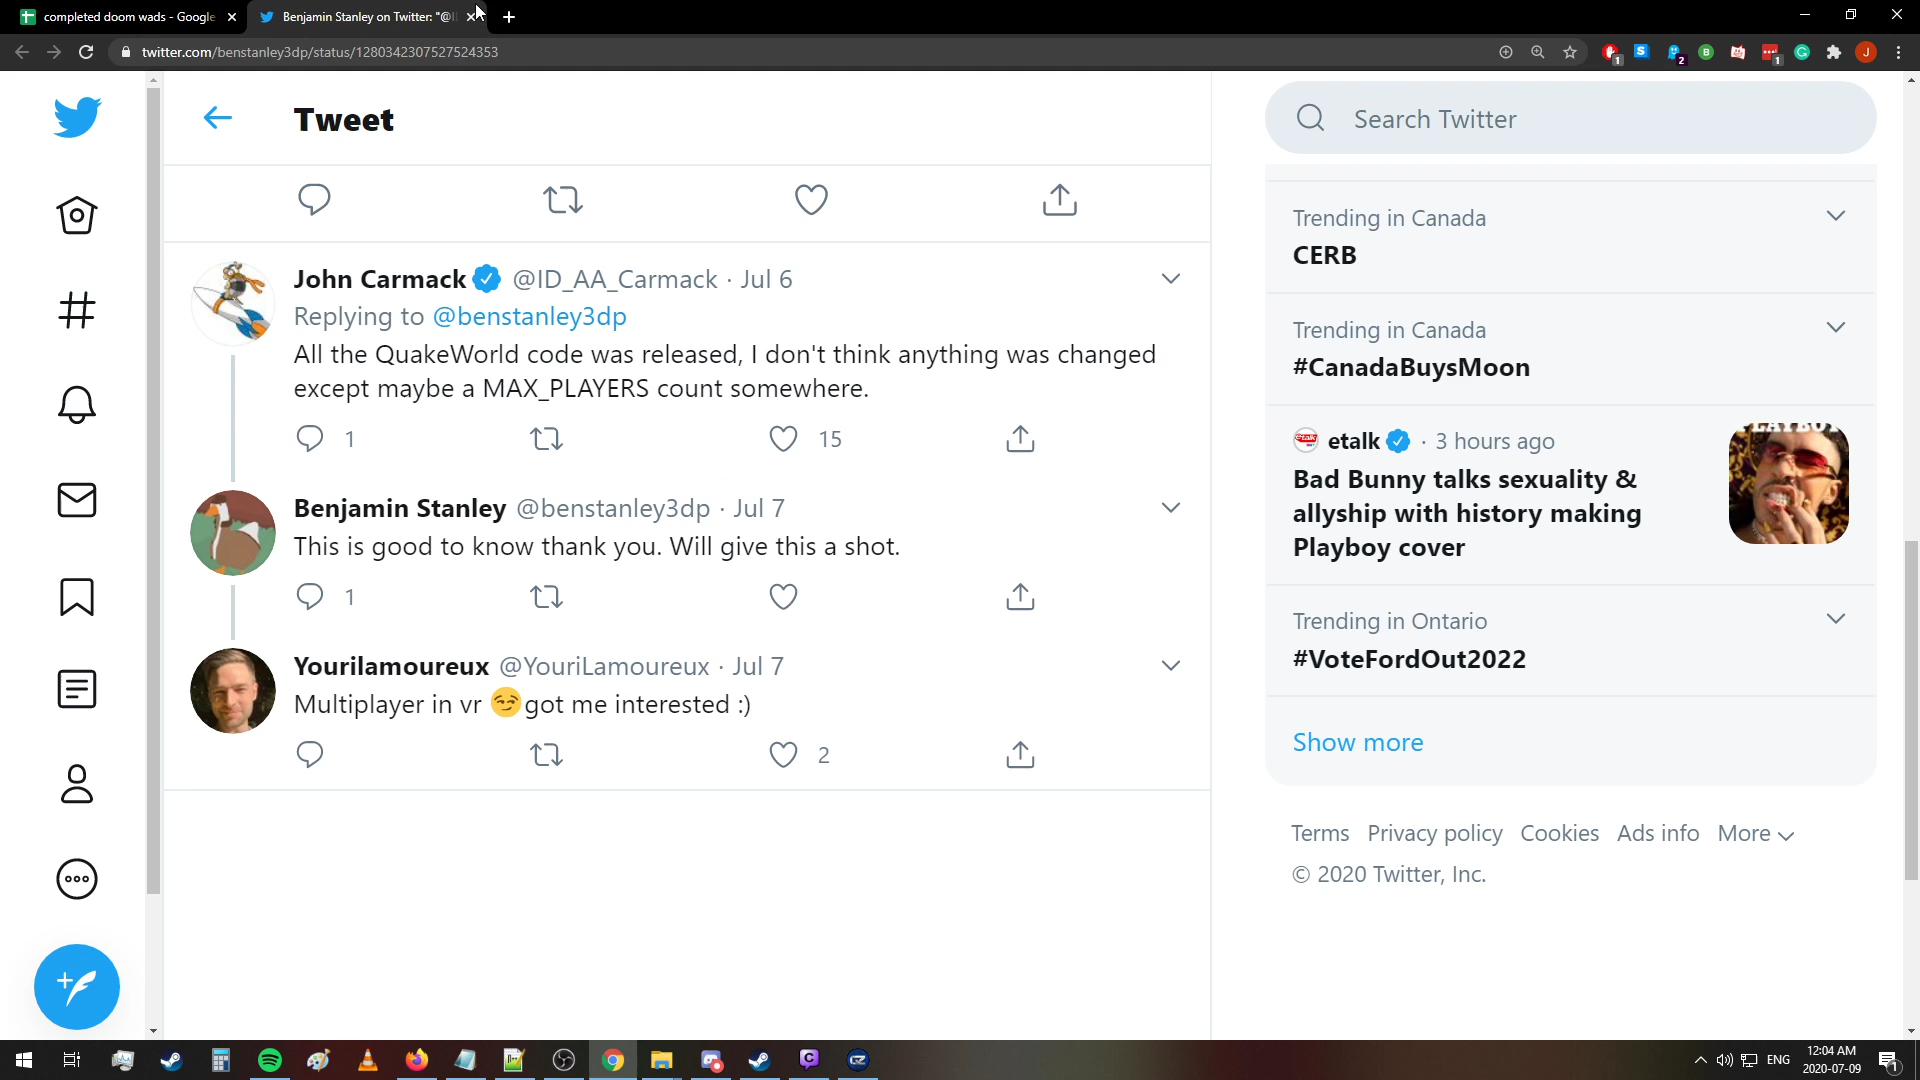 completed doom wads - Google
Benjamin Stanley on Twitter: "@I
twitter.com/benstanley3dp/status/1280342307527524353
Tweet
Search Twitter
John Carmack @ID_AA_Carmack · Jul 6
Replying to @benstanley3dp
All the QuakeWorld code was released, I don't think anything was changed
except maybe a MAX_PLAYERS count somewhere.
1
15
Benjamin Stanley @benstanley3dp · Jul 7
This is good to know thank you. Will give this a shot.
1
Yourilamoureux @YouriLamoureux · Jul 7
Multiplayer in vr 😏got me interested :)
2
Trending in Canada
CERB
Trending in Canada
#CanadaBuysMoon
etalk · 3 hours ago
Bad Bunny talks sexuality &
allyship with history making
Playboy cover
PLAYBOY
Trending in Ontario
#VoteFordOut2022
Show more
Terms Privacy policy Cookies Ads info More
© 2020 Twitter, Inc.
ENG
12:04 AM
2020-07-09
1